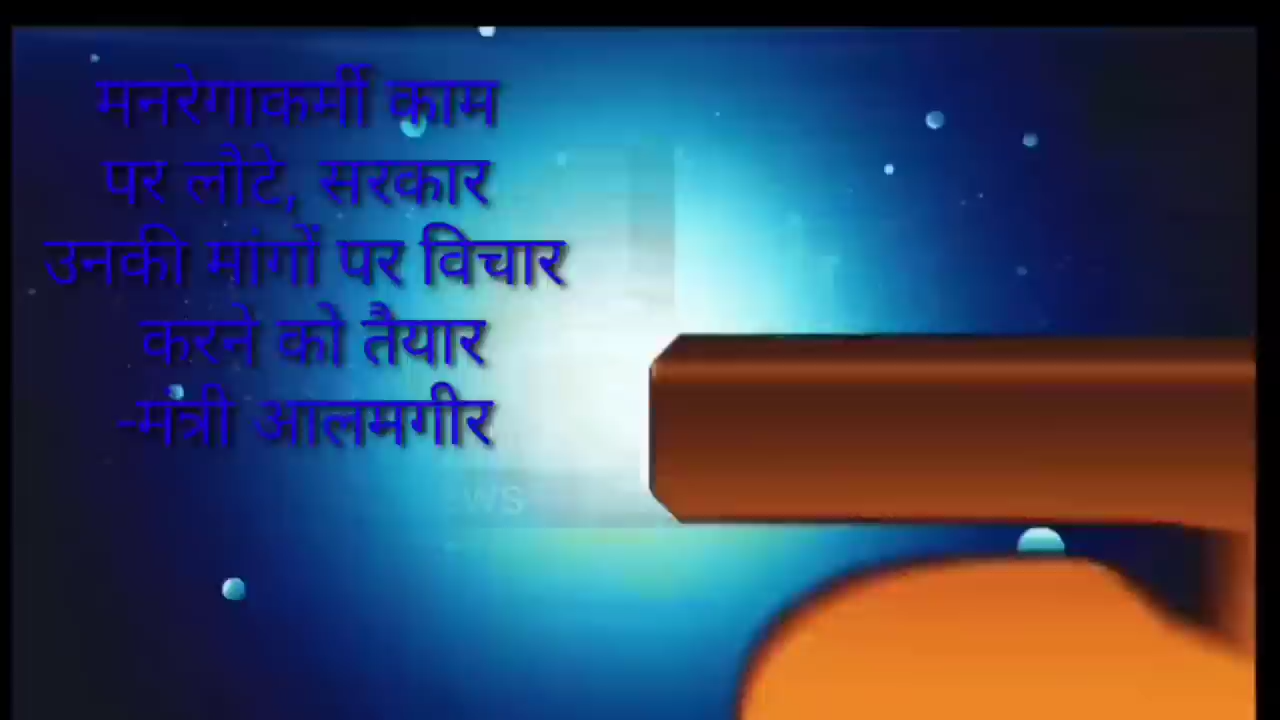 मनरेगाकर्मी काम
पर लौटे, सरकार
उनकी मांगों पर विचार
करने को तैयार
-मंत्री आलमगीर